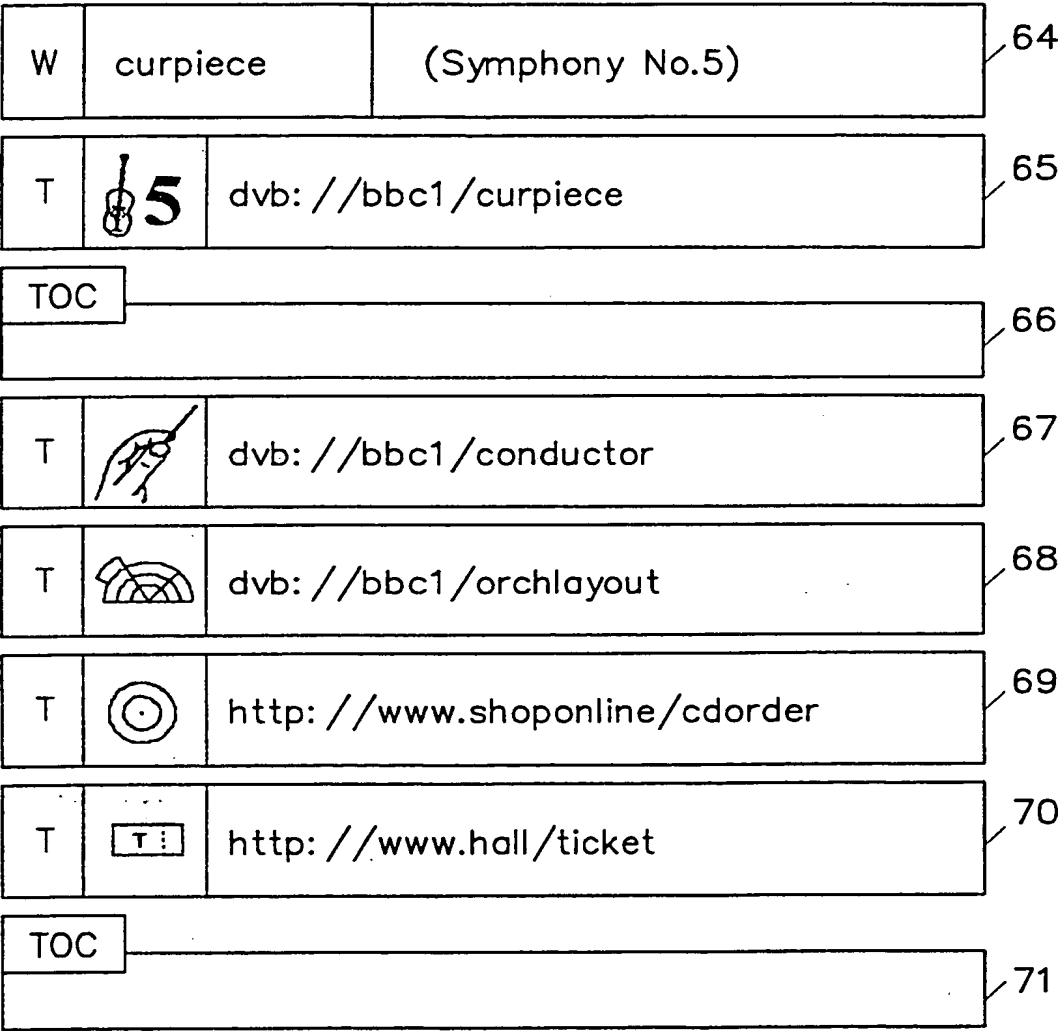 W curpiece (Symphony No.5) 64
T 5 dvb://bbc1/curpiece 65
TOC
66
T dvb://bbc1/conductor 67
T dvb://bbc1/orchlayout 68
T http://www.shoponline/cdorder 69
T T http://www.hall/ticket 70
TOC
71